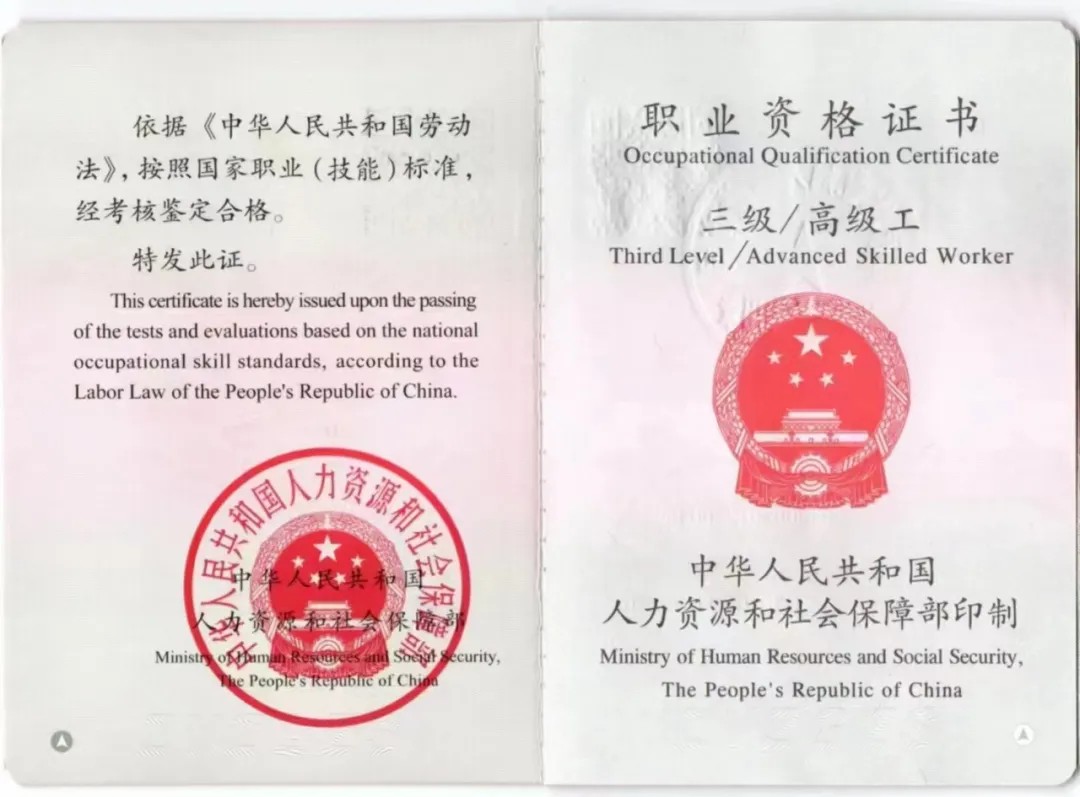 依据《中华人民共和国劳动
法》,按照国家职业(技能)标准,
经考核鉴定合格。
特发此证。
This certificate is hereby issued upon the passing
of the tests and evaluations based on the national
occupational skill standards, according to the
Labor Law of the People's Republic of China.
中华人民共和国人力资源和社会保障部
中华人民共和国
人力资源和社会保障部
Ministry of Human Resources and Social Security,
The People's Republic of China
职业资格证书
Occupational Qualification Certificate
三级/高级工
Third Level/Advanced Skilled Worker
中华人民共和国
人力资源和社会保障部印制
Ministry of Human Resources and Social Security,
The People's Republic of China